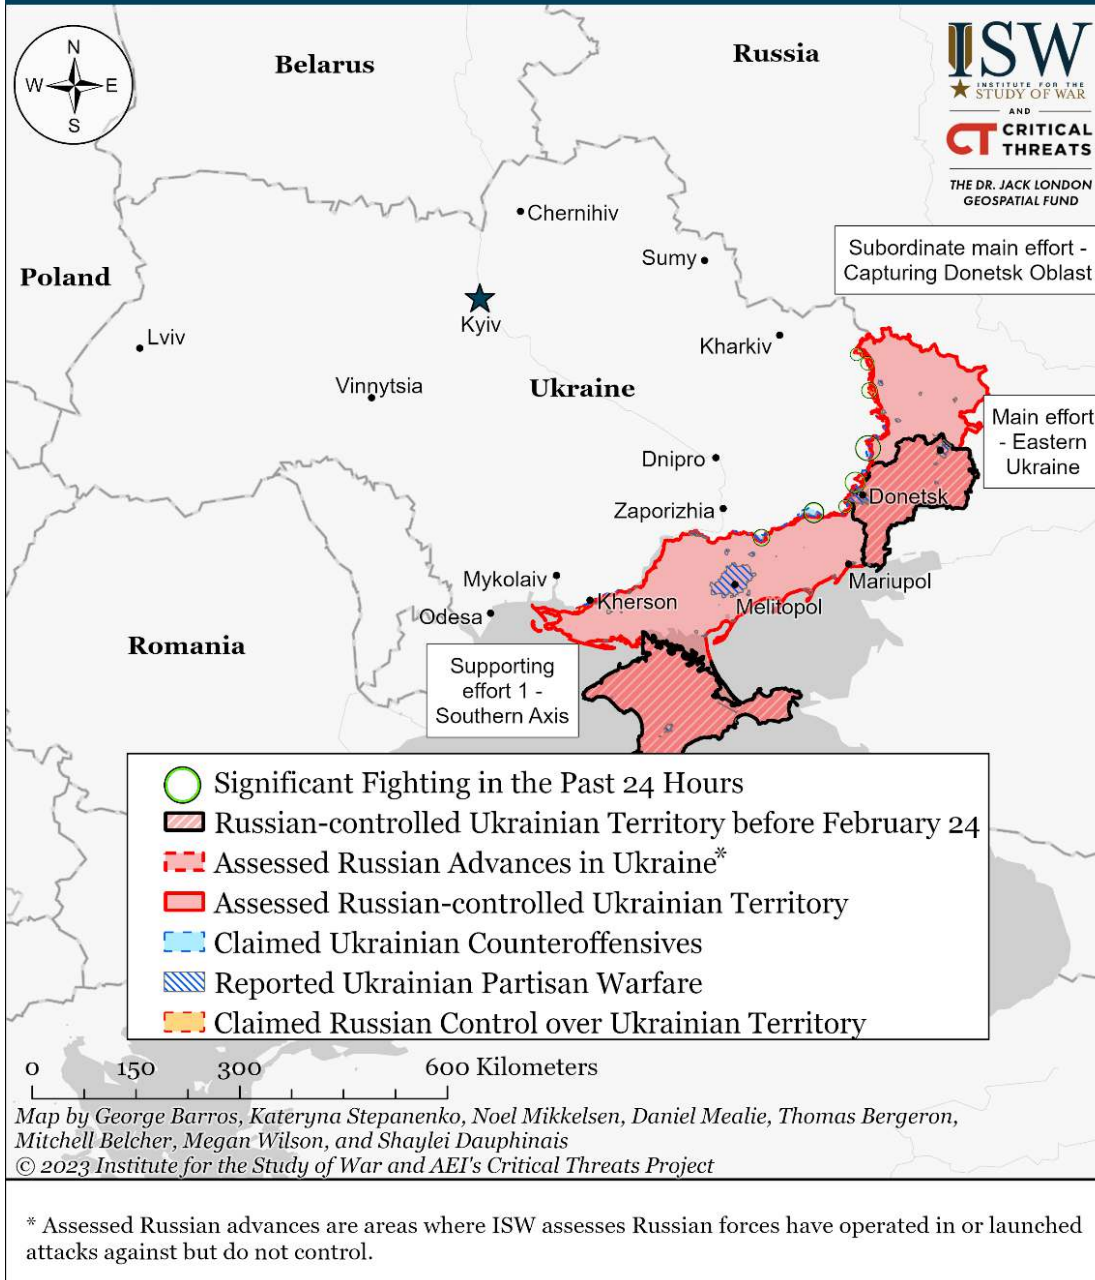 N
W
E
S
Belarus
Russia
ISW
INSTITUTE FOR THE
STUDY OF WAR
AND
CT CRITICAL
THREATS
THE DR. JACK LONDON
GEOSPATIAL FUND
Chernihiv
Subordinate main effort -
Capturing Donetsk Oblast
Sumy
Poland
Kyiv
Lviv
Kharkiv
Vinnytsia
Ukraine
Main effort
- Eastern
Ukraine
Dnipro
Donetsk
Zaporizhia
Mykolaiv
Mariupol
Kherson
Melitopol
Odesa
Romania
Supporting
effort 1 -
Southern Axis
Significant Fighting in the Past 24 Hours
Russian-controlled Ukrainian Territory before February 24
Assessed Russian Advances in Ukraine*
Assessed Russian-controlled Ukrainian Territory
Claimed Ukrainian Counteroffensives
Reported Ukrainian Partisan Warfare
Claimed Russian Control over Ukrainian Territory
0 150 300 600 Kilometers
Map by George Barros, Kateryna Stepanenko, Noel Mikkelsen, Daniel Mealie, Thomas Bergeron,
Mitchell Belcher, Megan Wilson, and Shaylei Dauphinais
© 2023 Institute for the Study of War and AEI's Critical Threats Project
* Assessed Russian advances are areas where ISW assesses Russian forces have operated in or launched
attacks against but do not control.